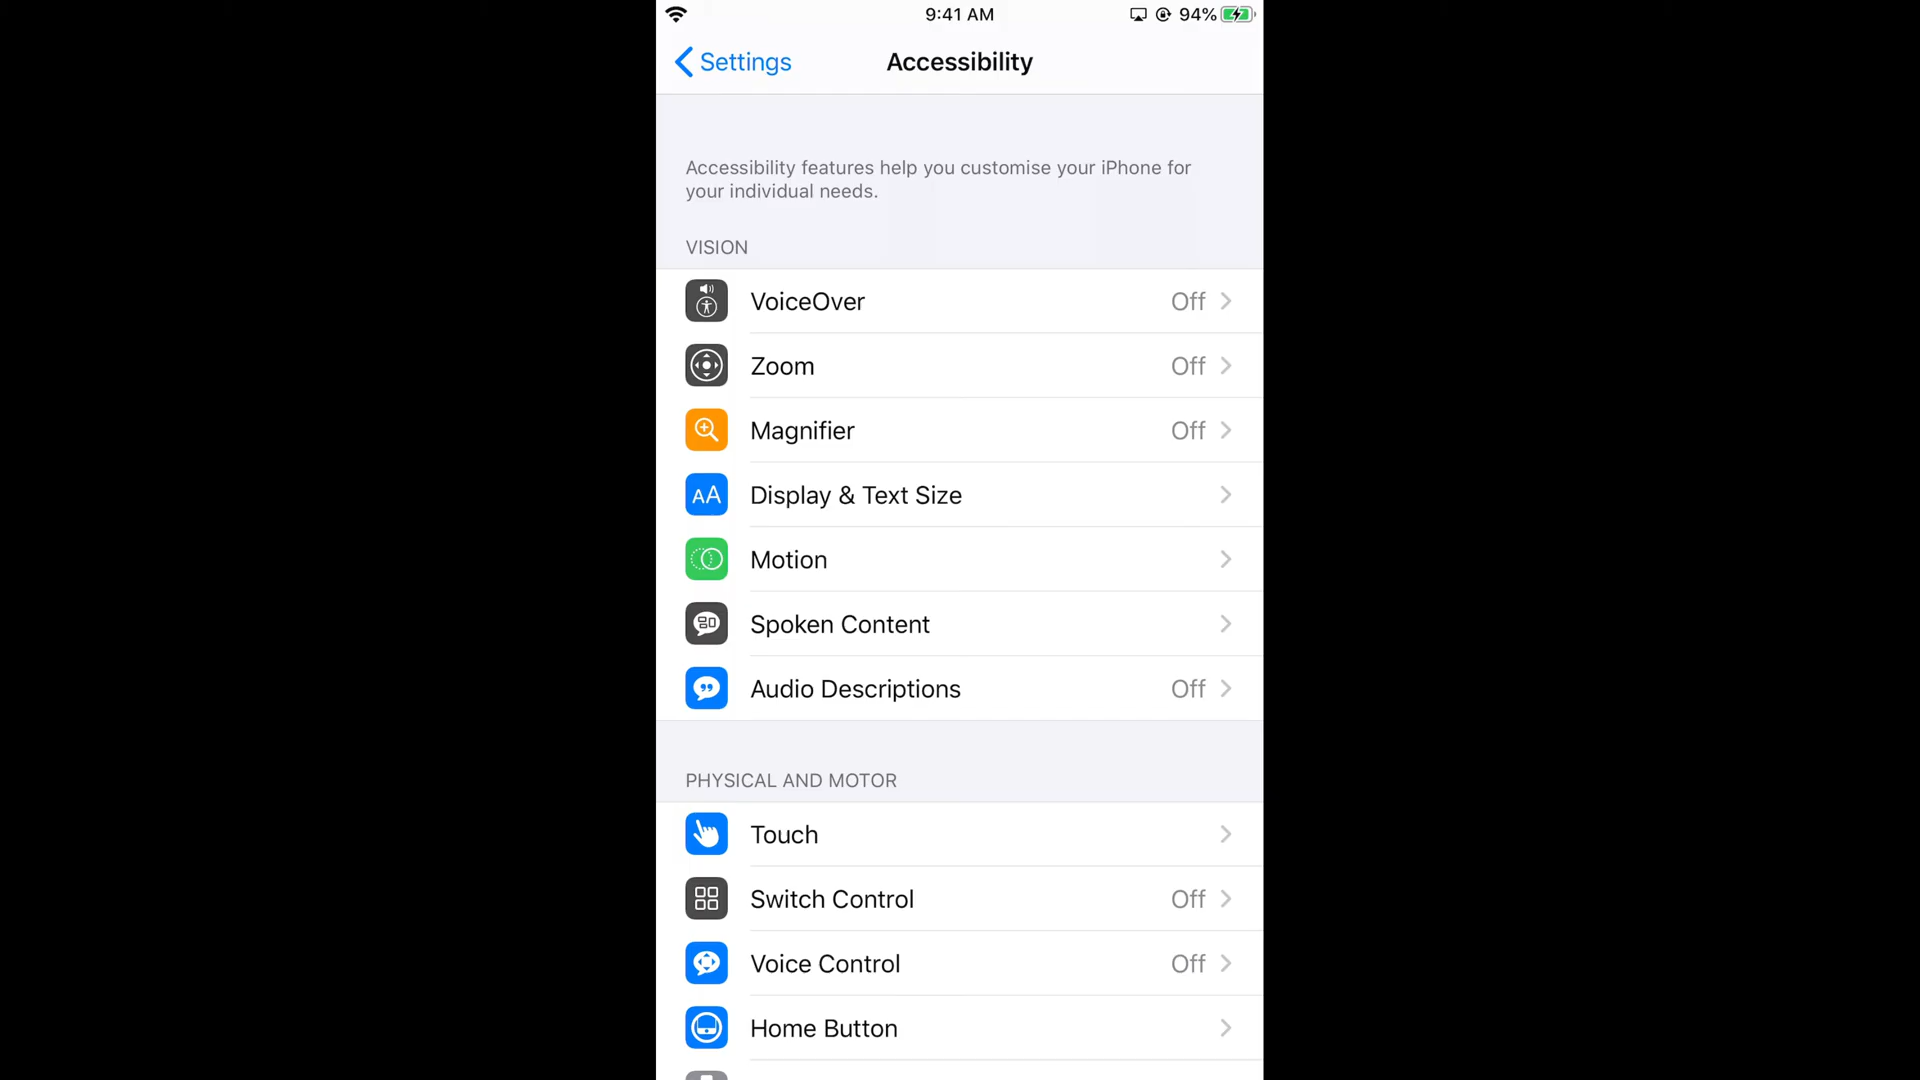 9:41 AM
94%
Settings
Accessibility
Accessibility features help you customise your iPhone for
your individual needs.
VISION
VoiceOver Off
Zoom Off
Magnifier Off
AA Display & Text Size
Motion
Spoken Content
Audio Descriptions Off
PHYSICAL AND MOTOR
Touch
Switch Control Off
Voice Control Off
Home Button